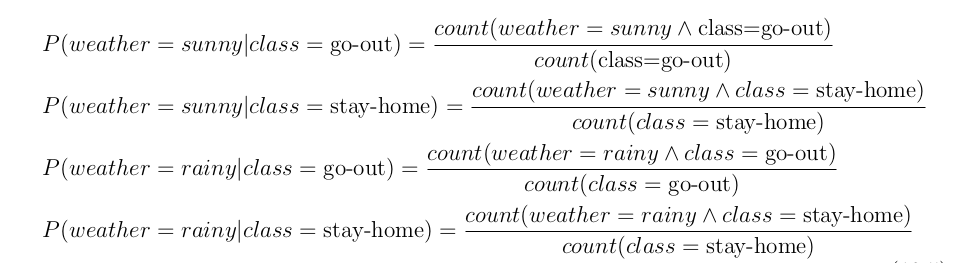 P(weather = sunny|class = go-out) = count(weather = sunny ∧ class=go-out) / count(class=go-out)
P(weather = sunny|class = stay-home) = count(weather = sunny ∧ class = stay-home) / count(class = stay-home)
P(weather = rainy|class = go-out) = count(weather = rainy ∧ class = go-out) / count(class = go-out)
P(weather = rainy|class = stay-home) = count(weather = rainy ∧ class = stay-home) / count(class = stay-home)